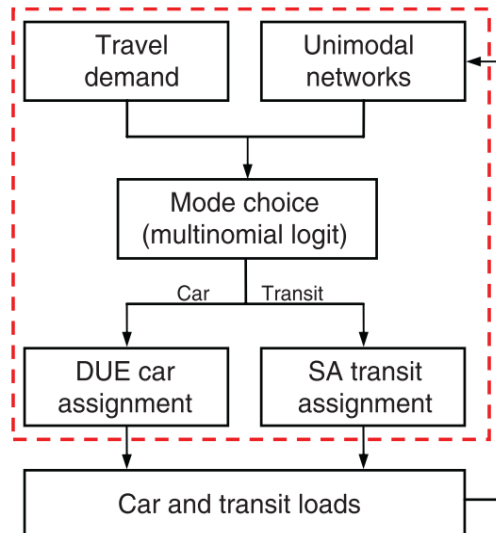 Travel
demand
Unimodal
networks
Mode choice
(multinomial logit)
Car
Transit
DUE car
assignment
SA transit
assignment
Car and transit loads